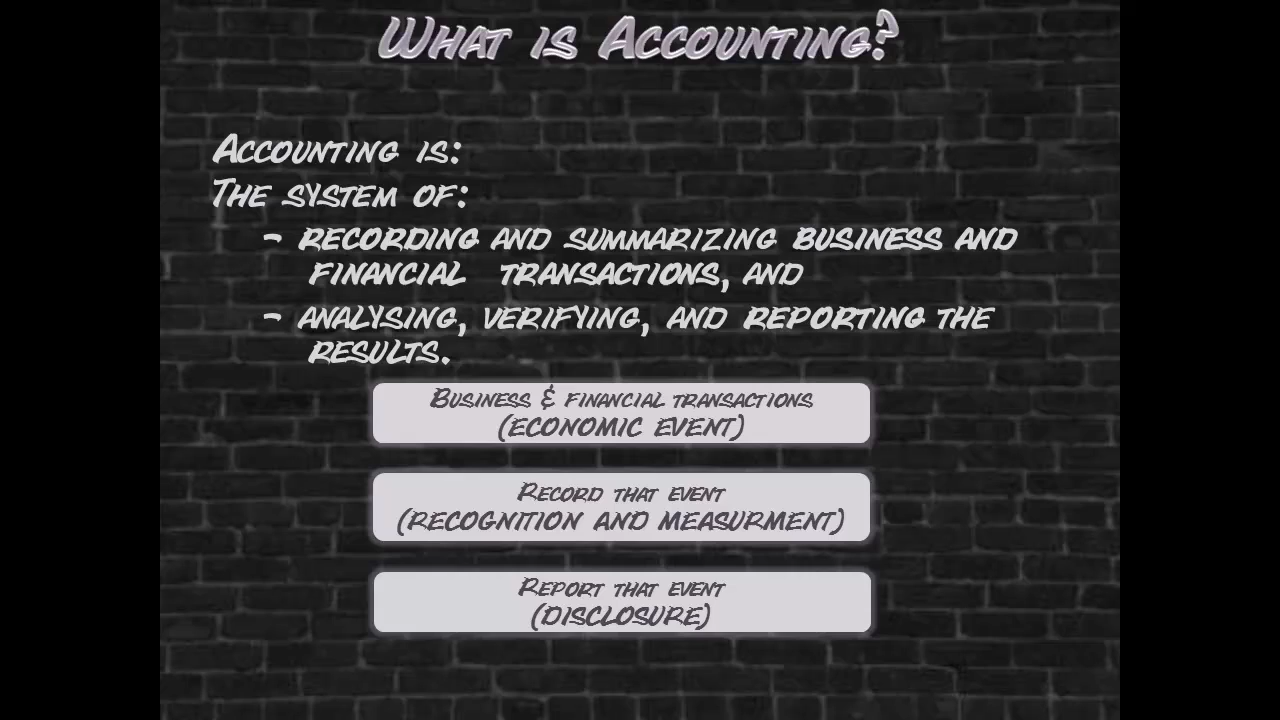 What is Accounting?
Accounting is:
The system of:
- recording and summarizing business and
financial transactions, and
- analysing, verifying, and reporting the
results.
Business & financial transactions
(economic event)
Record that event
(recognition and measurment)
Report that event
(disclosure)